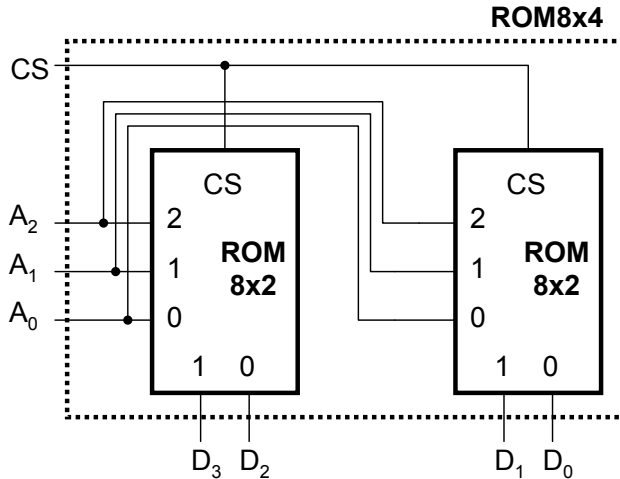 ROM8x4
CS
CS CS
A₂ 2 2
A₁ 1 ROM 1 ROM
8x2 8x2
A₀ 0 0
1 0 1 0
D₃ D₂ D₁ D₀